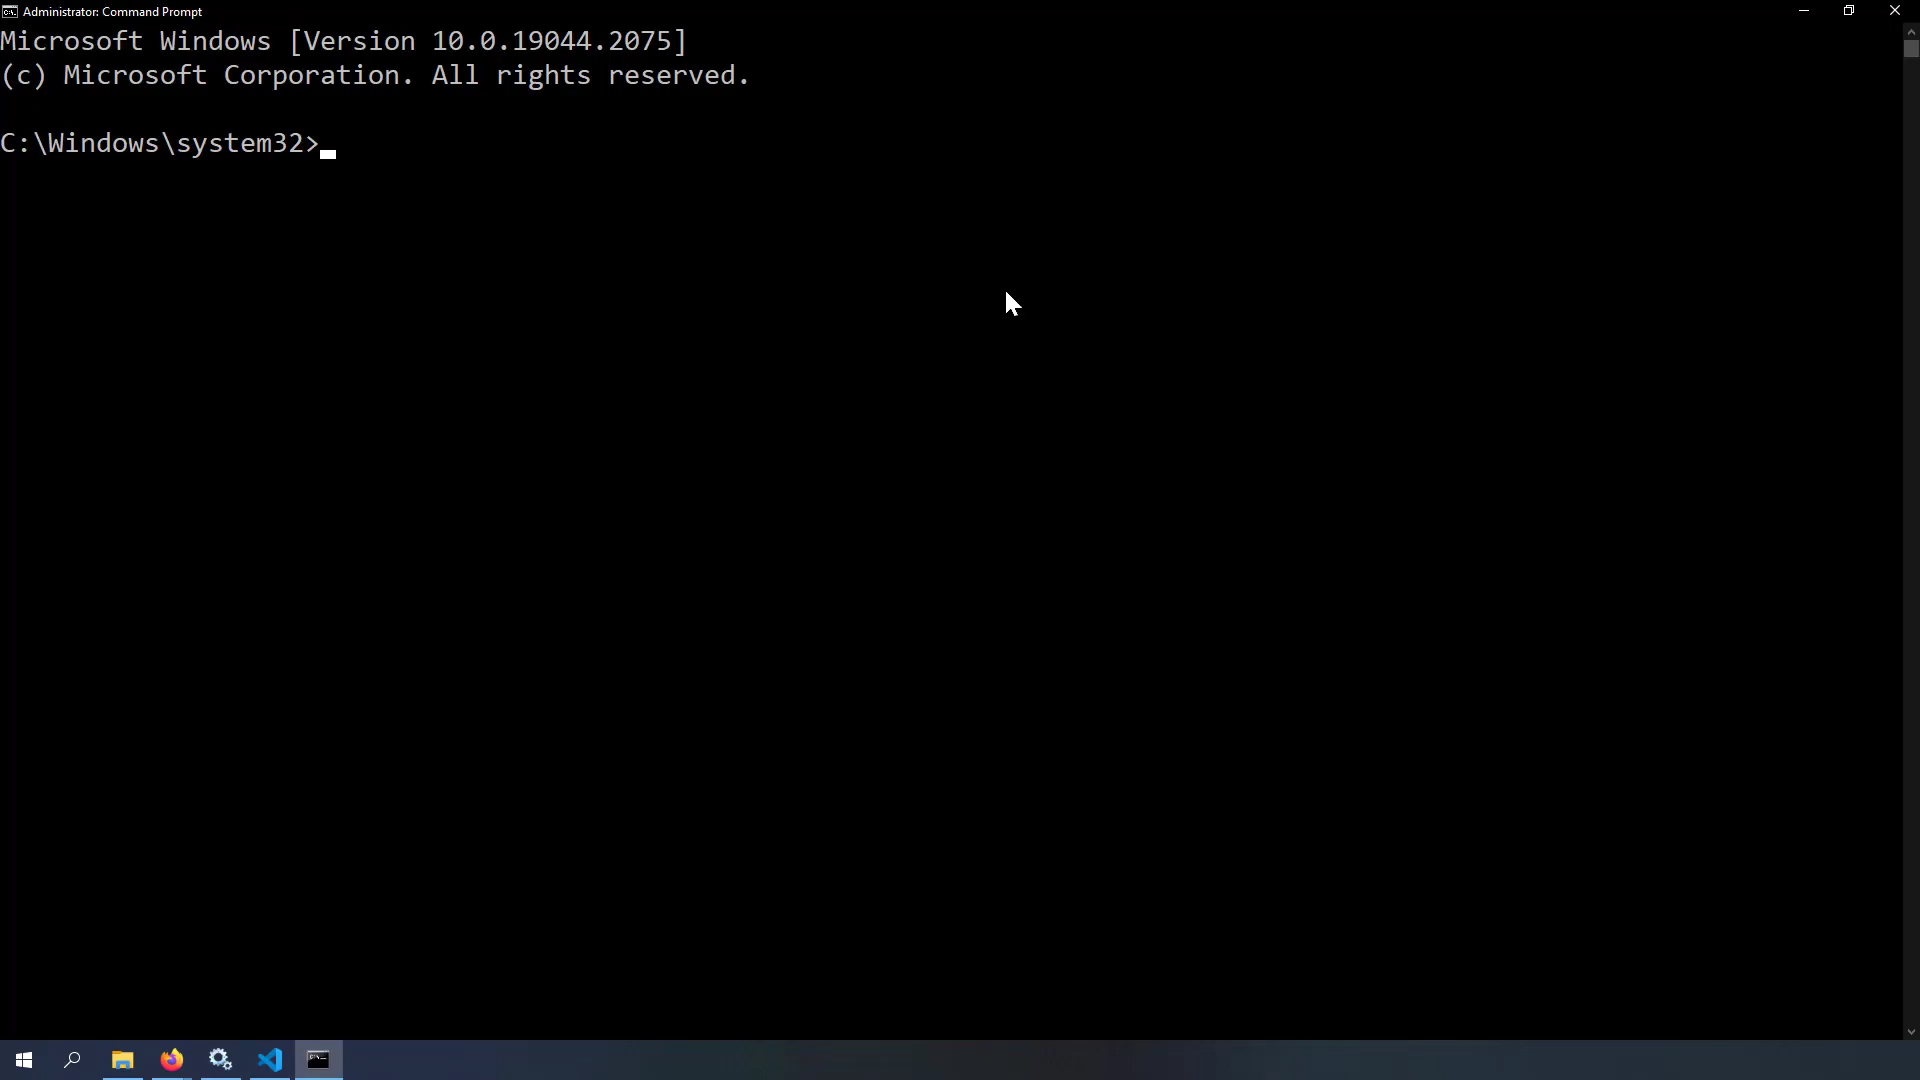 Administrator: Command Prompt
Microsoft Windows [Version 10.0.19044.2075]
(c) Microsoft Corporation. All rights reserved.
C:\Windows\system32>